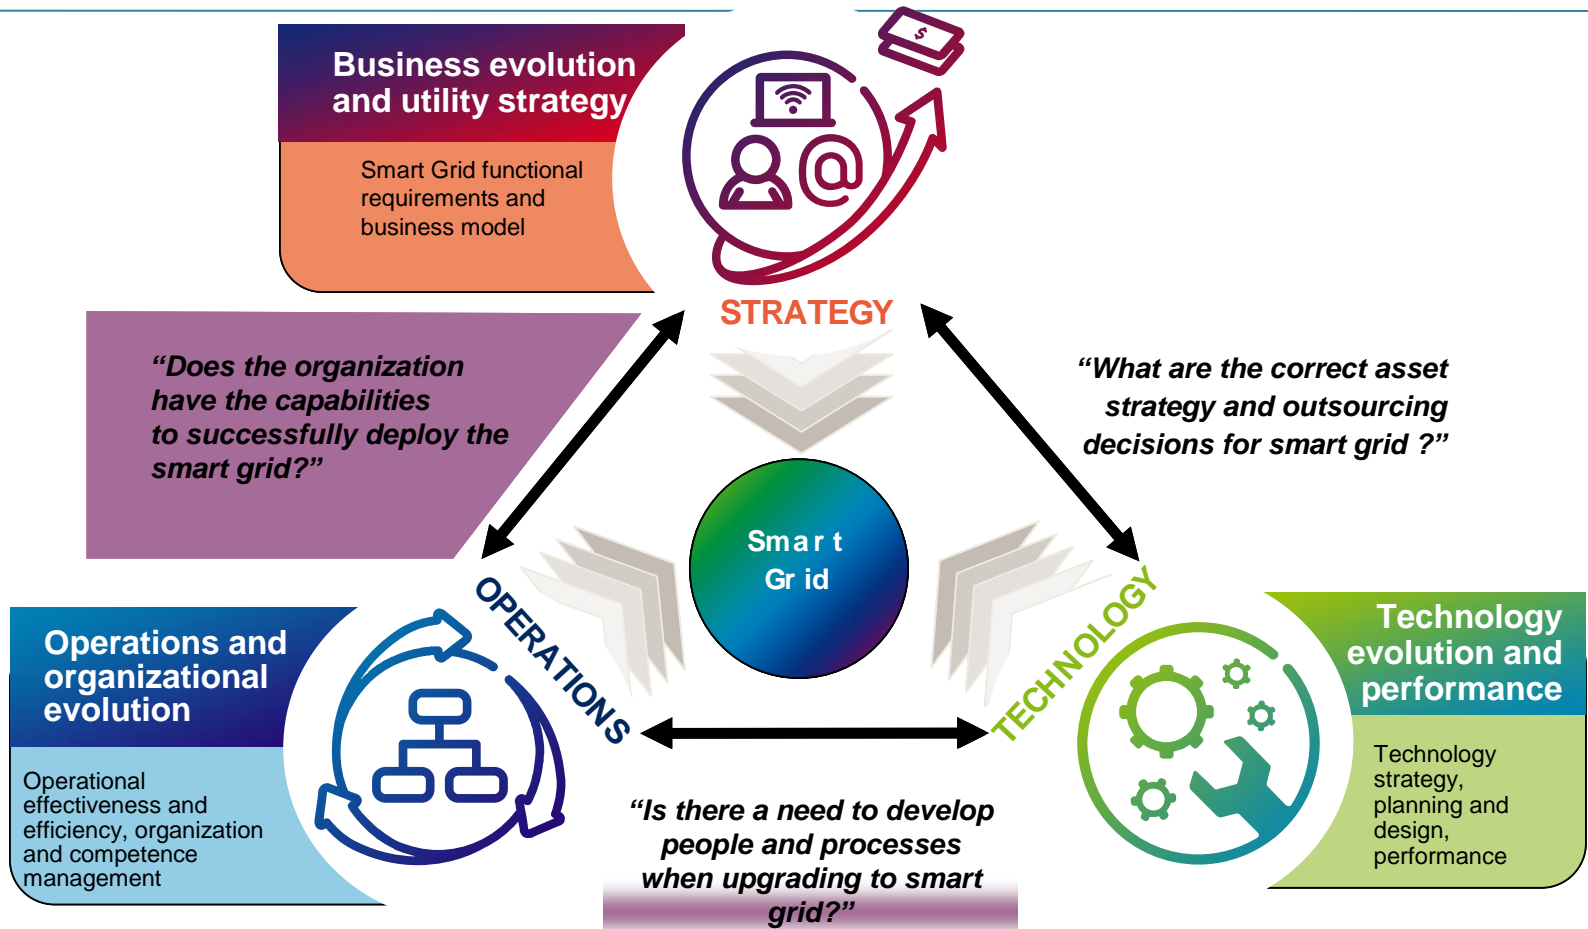 Business evolution
and utility strategy
Smart Grid functional
requirements and
business model
$
@
STRATEGY
“Does the organization
have the capabilities
to successfully deploy the
smart grid?”
“What are the correct asset
strategy and outsourcing
decisions for smart grid ?”
Smart
Grid
OPERATIONS
TECHNOLOGY
Operations and
organizational
evolution
Operational
effectiveness and
efficiency, organization
and competence
management
“Is there a need to develop
people and processes
when upgrading to smart
grid?”
Technology
evolution and
performance
Technology
strategy,
planning and
design,
performance